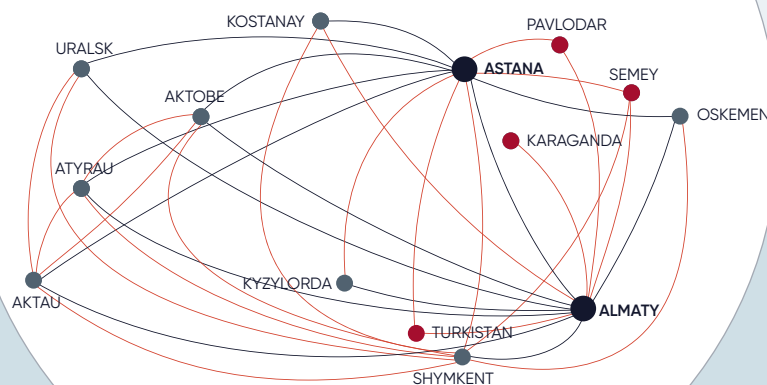 KOSTANAY
PAVLODAR
URALSK
ASTANA
SEMEY
AKTOBE
OSKEMEN
KARAGANDA
ATYRAU
KYZYLORDA
AKTAU
ALMATY
TURKISTAN
SHYMKENT